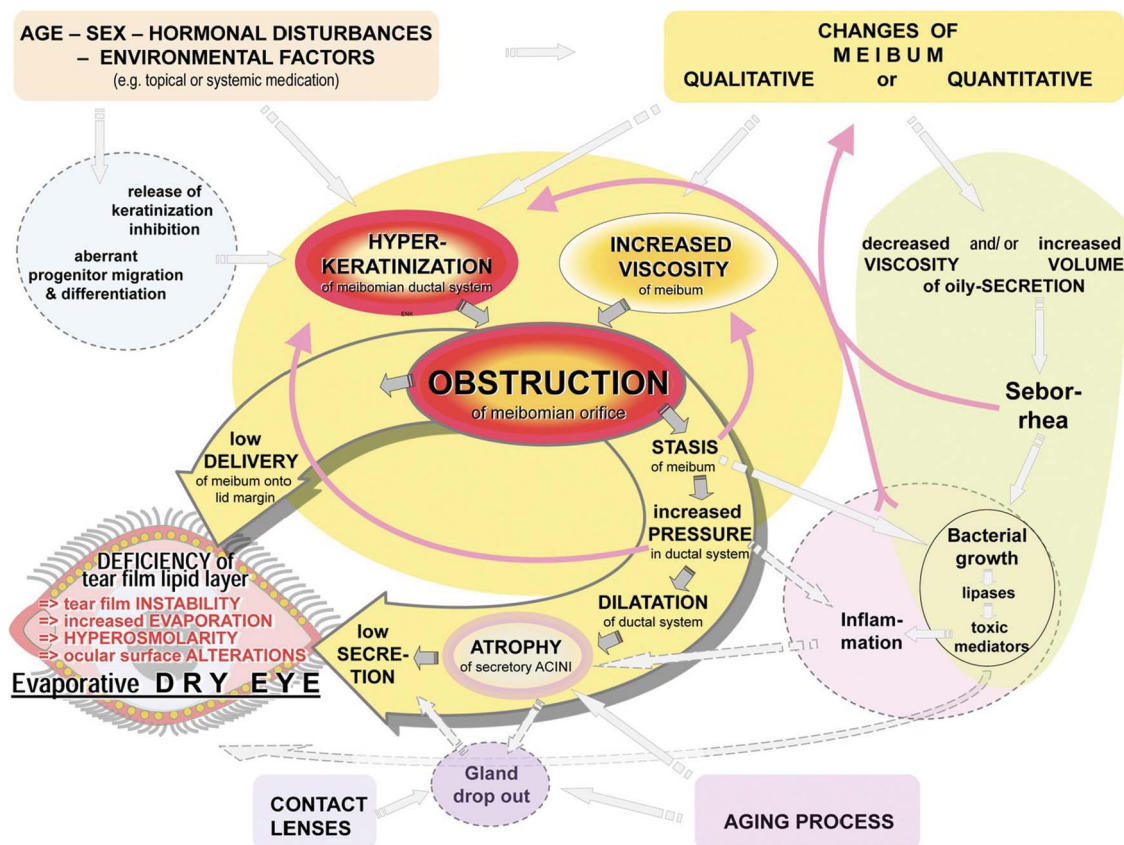 AGE – SEX – HORMONAL DISTURBANCES
– ENVIRONMENTAL FACTORS
(e.g. topical or systemic medication)
CHANGES OF
MEIBUM
QUALITATIVE or QUANTITATIVE
release of
keratinization
inhibition
aberrant
progenitor migration
& differentiation
HYPER-
KERATINIZATION
of meibomian ductal system
ENK
INCREASED
VISCOSITY
of meibum
decreased and/ or increased
VISCOSITY VOLUME
of oily-SECRETION
OBSTRUCTION
of meibomian orifice
Sebor-
rhea
low
DELIVERY
of meibum onto
lid margin
STASIS
of meibum
increased
PRESSURE
in ductal system
DILATATION
of ductal system
Bacterial
growth
lipases
toxic
mediators
Inflam-
mation
DEFICIENCY of
tear film lipid layer
=> tear film INSTABILITY
=> increased EVAPORATION
=> HYPEROSMOLARITY
=> ocular surface ALTERATIONS
Evaporative DRY EYE
low
SECRE-
TION
ATROPHY
of secretory ACINI
Gland
drop out
CONTACT
LENSES
AGING PROCESS